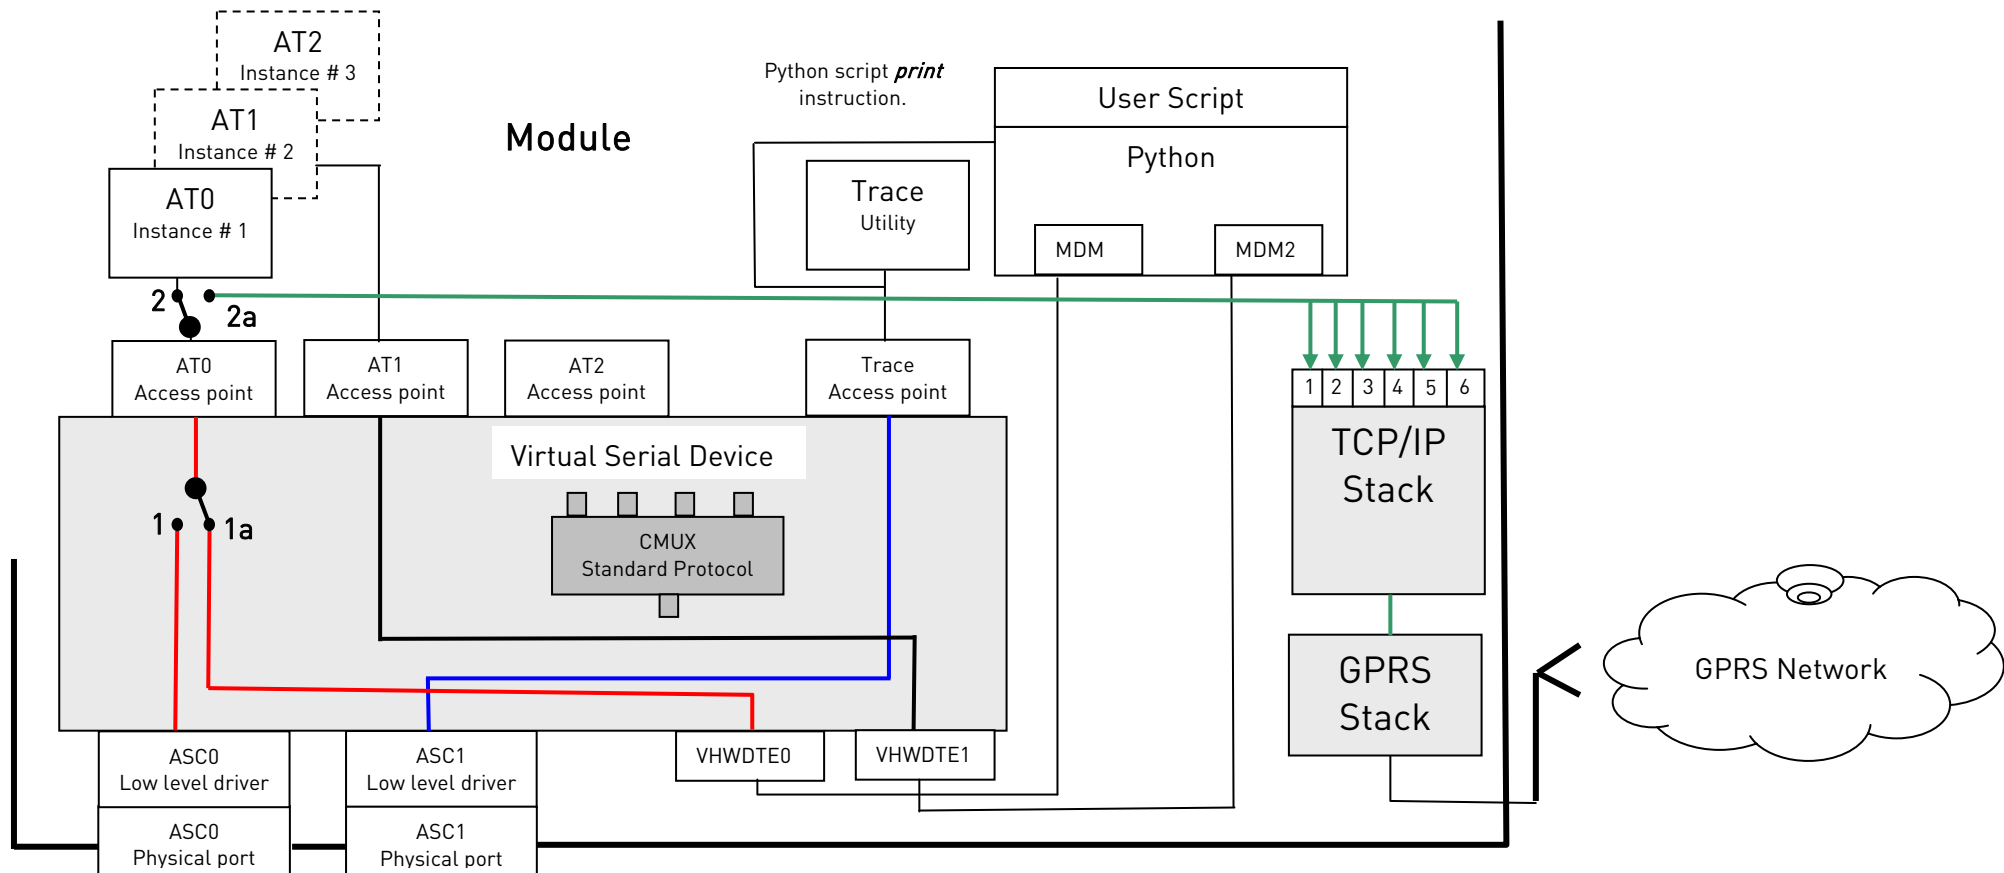 AT2
Instance # 3
AT1
Instance # 2
AT0
Instance # 1
Module
Python script print
instruction.
Trace
Utility
User Script
Python
MDM
MDM2
2
2a
AT0
Access point
AT1
Access point
AT2
Access point
Trace
Access point
1
2
3
4
5
6
TCP/IP
Stack
Virtual Serial Device
CMUX
Standard Protocol
1
1a
GPRS
Stack
GPRS Network
ASC0
Low level driver
ASC1
Low level driver
VHWDTE0
VHWDTE1
ASC0
Physical port
ASC1
Physical port